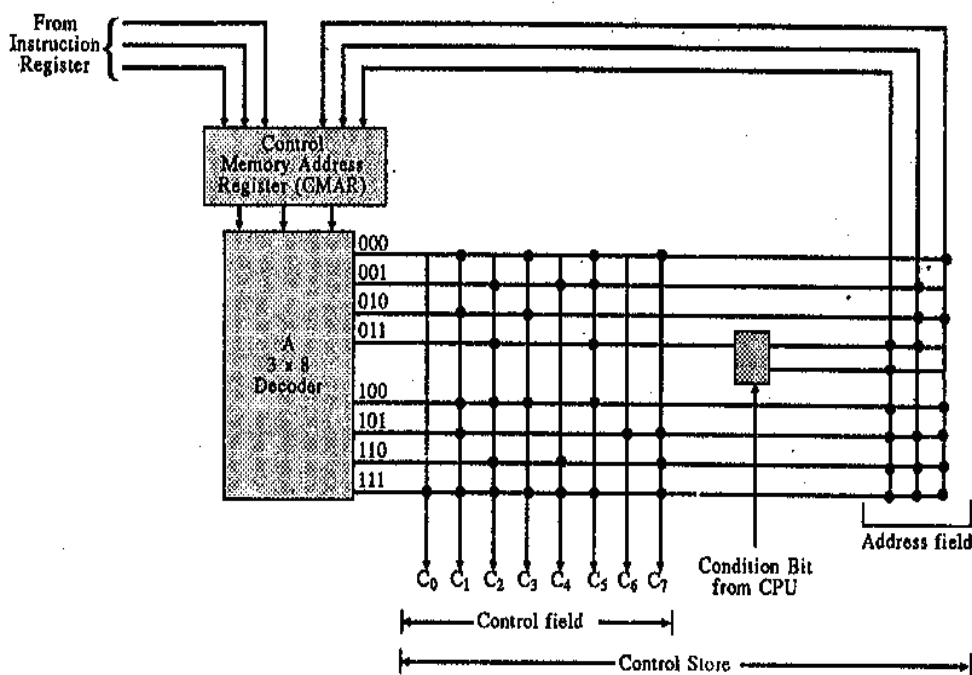 From
Instruction
Register
Control
Memory Address
Register (CMAR)
A
3 x 8
Decoder
000
001
010
011
100
101
110
111
C0 C1 C2 C3 C4 C5 C6 C7
Condition Bit
from CPU
Address field
Control field
Control Store